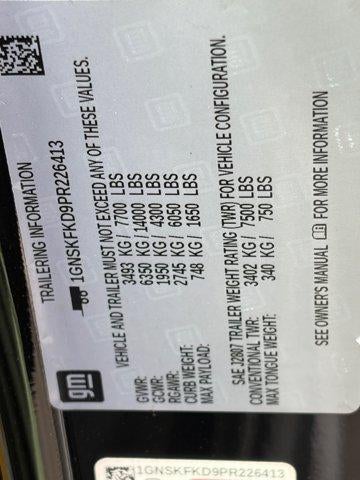 TRAILERING INFORMATION
1GNSKFKD9PR226413
gm
VEHICLE AND TRAILER MUST NOT EXCEED ANY OF THESE VALUES.
GVWR: 3493 KG/ 7700 LBS
GCWR: 6350 KG/14000 LBS
RGAWR: 1950 KG/ 4300 LBS
CURB WEIGHT: 2745 KG/ 6050 LBS
MAX PAYLOAD: 748 KG/ 1650 LBS
SAE J2807 TRAILER WEIGHT RATING (TWR) FOR VEHICLE CONFIGURATION.
CONVENTIONAL TWR: 3402 KG/ 7500 LBS
MAX TONGUE WEIGHT: 340 KG/ 750 LBS
SEE OWNER'S MANUAL FOR MORE INFORMATION
1GNSKFKD9PR226413